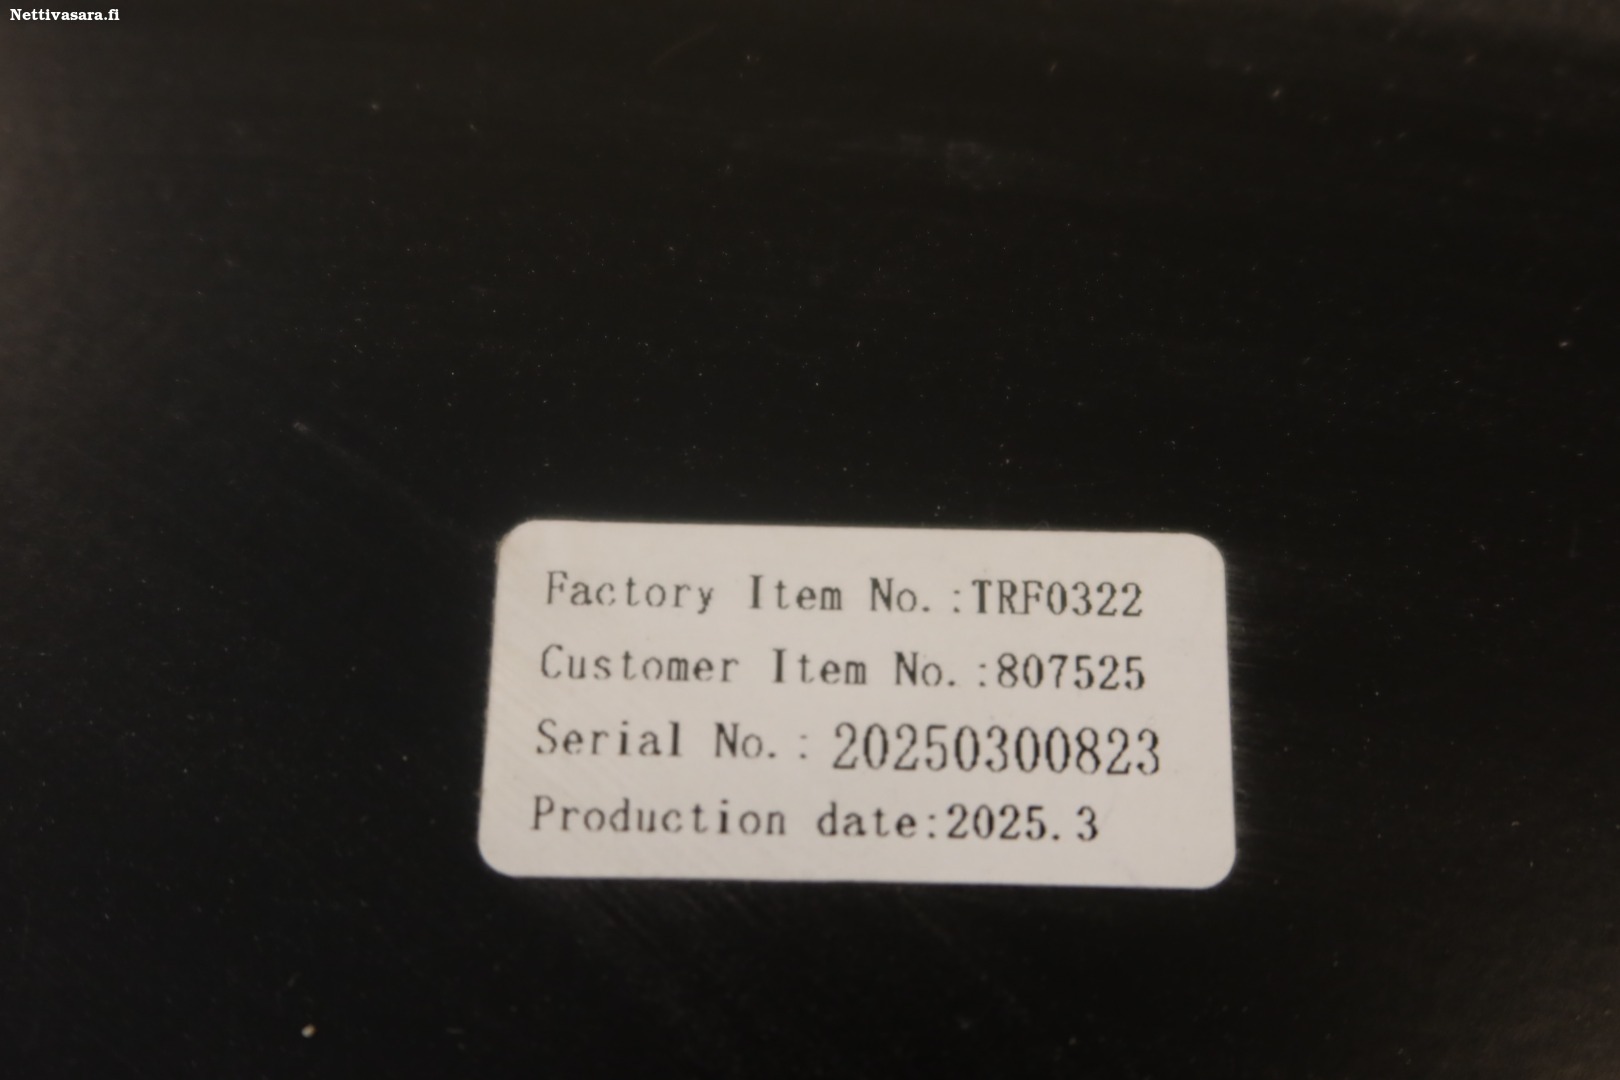 Nettivasara.fi
Factory Item No.:TRF0322
Customer Item No.:807525
Serial No.: 20250300823
Production date:2025.3